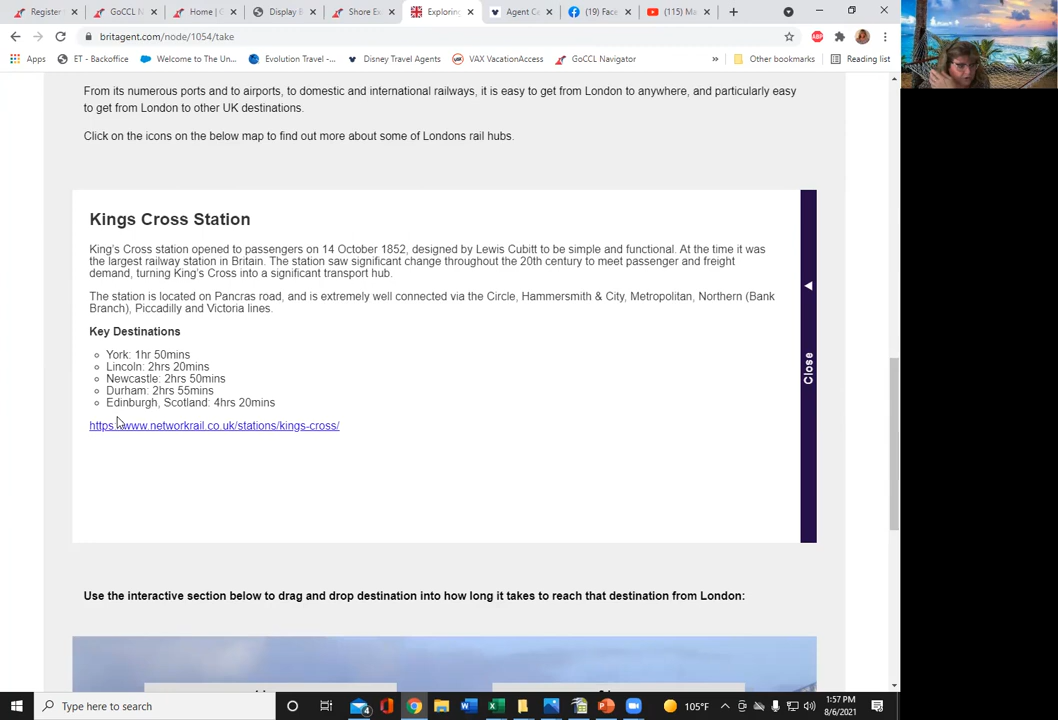 Register
GoCCL N
Home | G
Display B
Shore Ex
Exploring
Agent Ce
(19) Face
(115) Ma
britagent.com/node/1054/take
Apps
ET - Backoffice
Welcome to The Un...
Evolution Travel -...
Disney Travel Agents
VAX VacationAccess
GoCCL Navigator
»
Other bookmarks
Reading list
From its numerous ports and to airports, to domestic and international railways, it is easy to get from London to anywhere, and particularly easy
to get from London to other UK destinations.
Click on the icons on the below map to find out more about some of Londons rail hubs.
Kings Cross Station
King's Cross station opened to passengers on 14 October 1852, designed by Lewis Cubitt to be simple and functional. At the time it was
the largest railway station in Britain. The station saw significant change throughout the 20th century to meet passenger and freight
demand, turning King's Cross into a significant transport hub.
The station is located on Pancras road, and is extremely well connected via the Circle, Hammersmith & City, Metropolitan, Northern (Bank
Branch), Piccadilly and Victoria lines.
Key Destinations
York: 1hr 50mins
Lincoln: 2hrs 20mins
Newcastle: 2hrs 50mins
Durham: 2hrs 55mins
Edinburgh, Scotland: 4hrs 20mins
https://www.networkrail.co.uk/stations/kings-cross/
Close
Use the interactive section below to drag and drop destination into how long it takes to reach that destination from London:
Type here to search
105°F
1:57 PM
8/6/2021